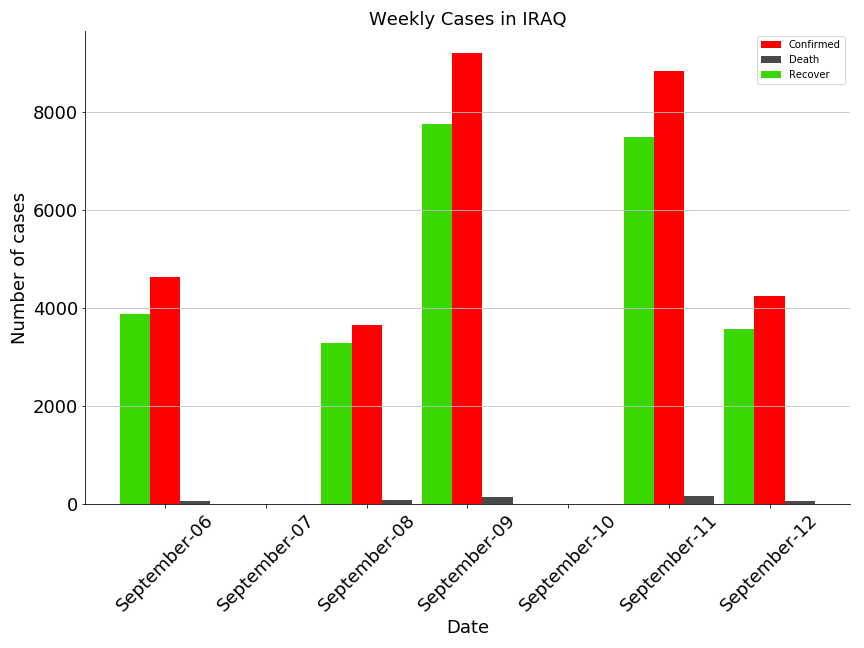 Weekly Cases in IRAQ
Confirmed
Death
Recover
Number of cases
8000
6000
4000
2000
0
September-06
September-07
September-08
September-09
September-10
September-11
September-12
Date